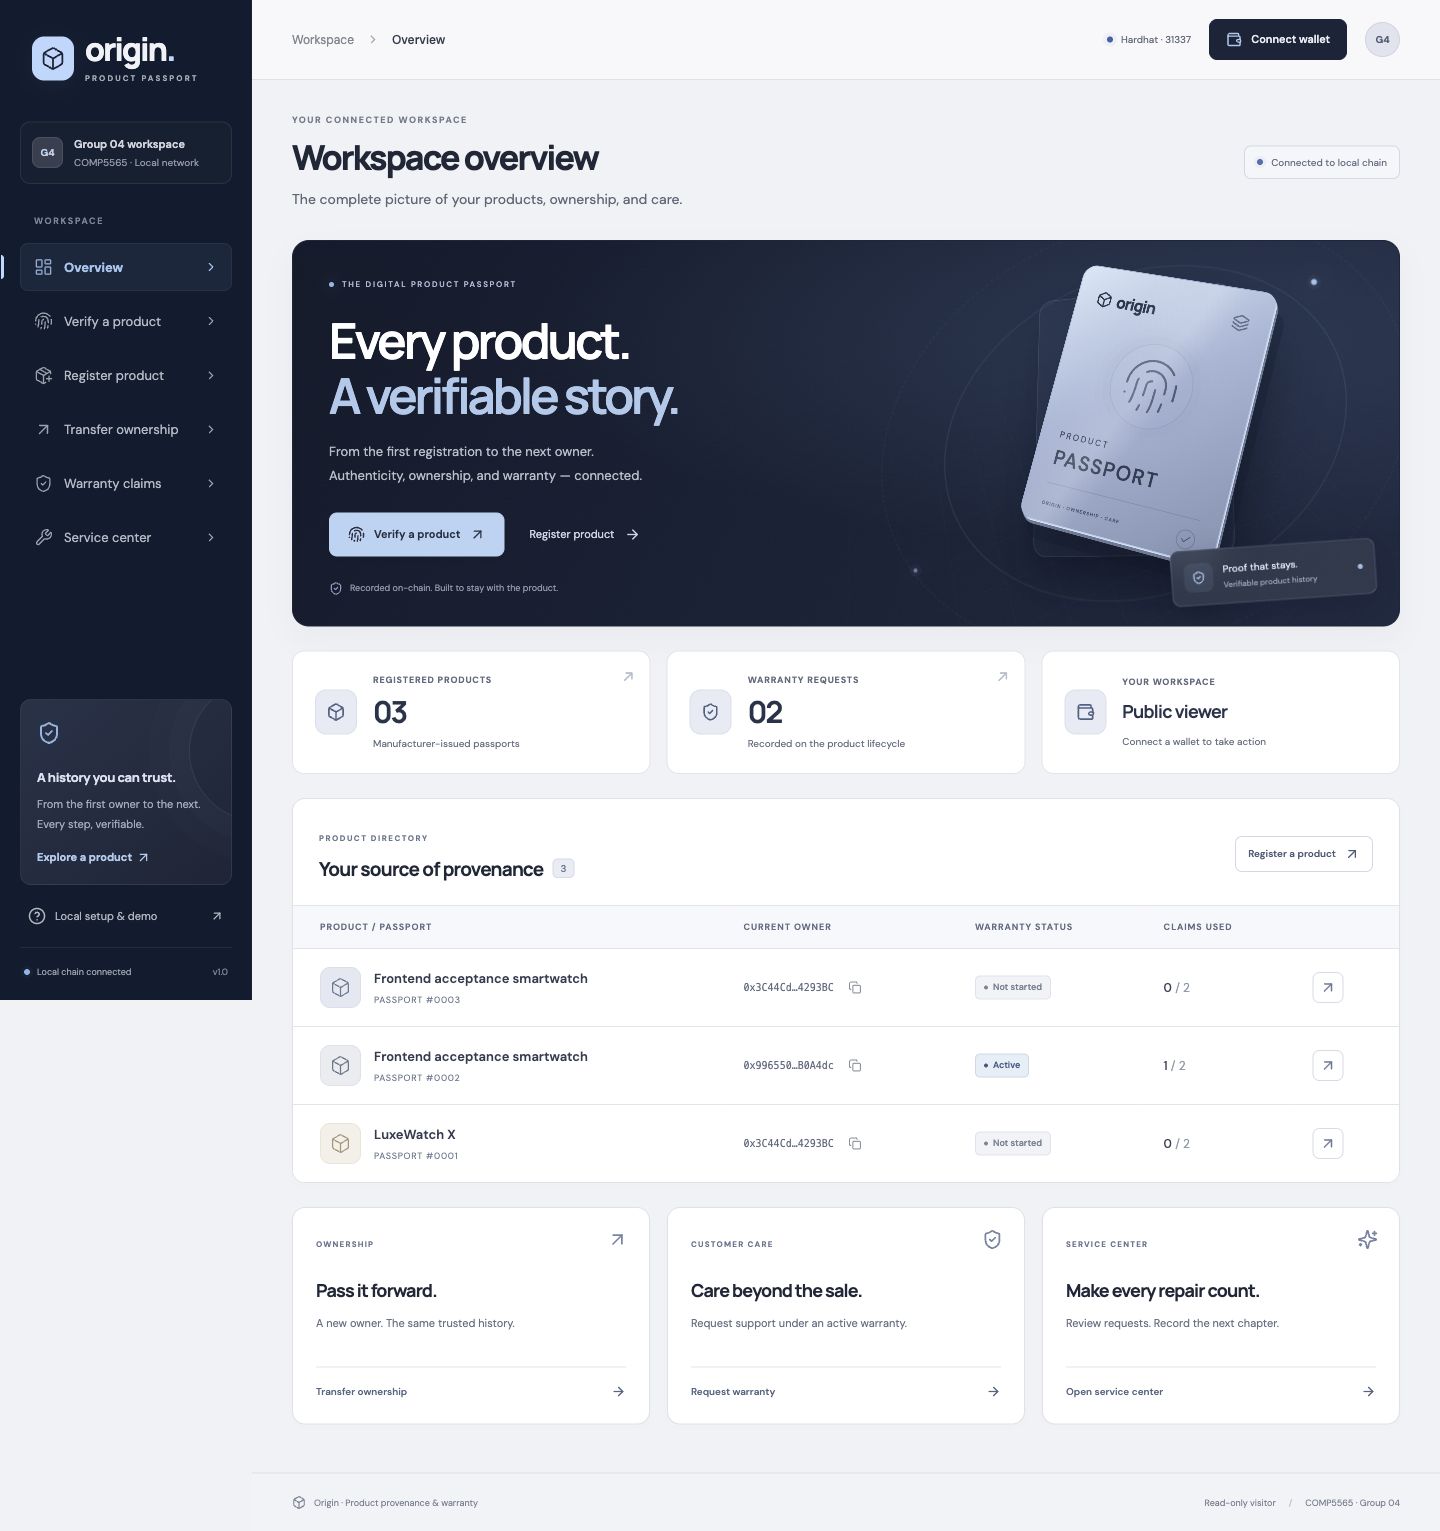 origin.
PRODUCT PASSPORT
G4
Group 04 workspace
COMP5565 · Local network
WORKSPACE
Overview
Verify a product
Register product
Transfer ownership
Warranty claims
Service center
A history you can trust.
From the first owner to the next.
Every step, verifiable.
Explore a product
Local setup & demo
Local chain connected
v1.0
Workspace
Overview
Hardhat · 31337
Connect wallet
G4
YOUR CONNECTED WORKSPACE
Workspace overview
The complete picture of your products, ownership, and care.
Connected to local chain
THE DIGITAL PRODUCT PASSPORT
Every product.
A verifiable story.
From the first registration to the next owner.
Authenticity, ownership, and warranty — connected.
Verify a product
Register product
Recorded on-chain. Built to stay with the product.
origin
PRODUCT
PASSPORT
ORIGIN · OWNERSHIP · CARE
Proof that stays.
Verifiable product history
REGISTERED PRODUCTS
03
Manufacturer-issued passports
WARRANTY REQUESTS
02
Recorded on the product lifecycle
YOUR WORKSPACE
Public viewer
Connect a wallet to take action
PRODUCT DIRECTORY
Your source of provenance 3
Register a product
PRODUCT / PASSPORT CURRENT OWNER WARRANTY STATUS CLAIMS USED
Frontend acceptance smartwatch
PASSPORT #0003
0x3C44Cd…4293BC
Not started
0 / 2
Frontend acceptance smartwatch
PASSPORT #0002
0x996550…B0A4dc
Active
1 / 2
LuxeWatch X
PASSPORT #0001
0x3C44Cd…4293BC
Not started
0 / 2
OWNERSHIP
Pass it forward.
A new owner. The same trusted history.
Transfer ownership
CUSTOMER CARE
Care beyond the sale.
Request support under an active warranty.
Request warranty
SERVICE CENTER
Make every repair count.
Review requests. Record the next chapter.
Open service center
Origin · Product provenance & warranty
Read-only visitor / COMP5565 · Group 04